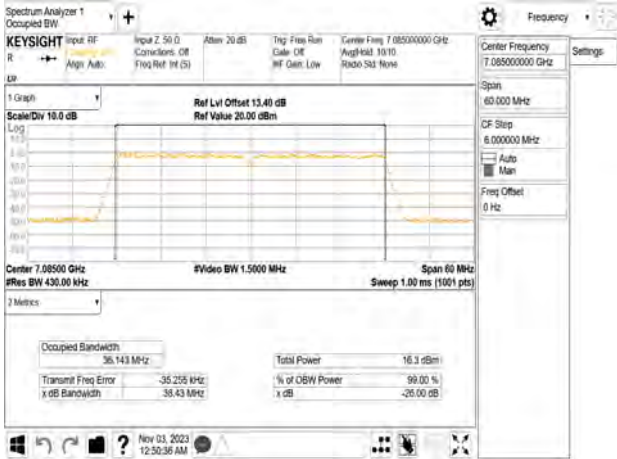 Spectrum Analyzer 1
Occupied BW
+
Frequency
KEYSIGHT
R
Input: RF
Align: Auto
Input Z: 50 Ω
Corrections: Off
Freq Ref: Int (S)
Atten: 20 dB
Trig: Free Run
Gate: Off
#IF Gain: Low
Center Freq: 7.085000000 GHz
Avg|Hold: 10/10
Radio Std: None
Center Frequency
7.085000000 GHz
Settings
Span
60.000 MHz
CF Step
6.000000 MHz
Auto
Man
Freq Offset
0 Hz
1 Graph
Scale/Div 10.0 dB
Ref Lvl Offset 13.40 dB
Ref Value 20.00 dBm
Log
Center 7.08500 GHz
#Res BW 430.00 kHz
#Video BW 1.5000 MHz
Span 60 MHz
Sweep 1.00 ms (1001 pts)
2 Metrics
Occupied Bandwidth
36.143 MHz
Total Power 16.3 dBm
Transmit Freq Error -35.255 kHz
% of OBW Power 99.00 %
x dB Bandwidth 38.43 MHz
x dB -26.00 dB
?
Nov 03, 2023
12:50:36 AM